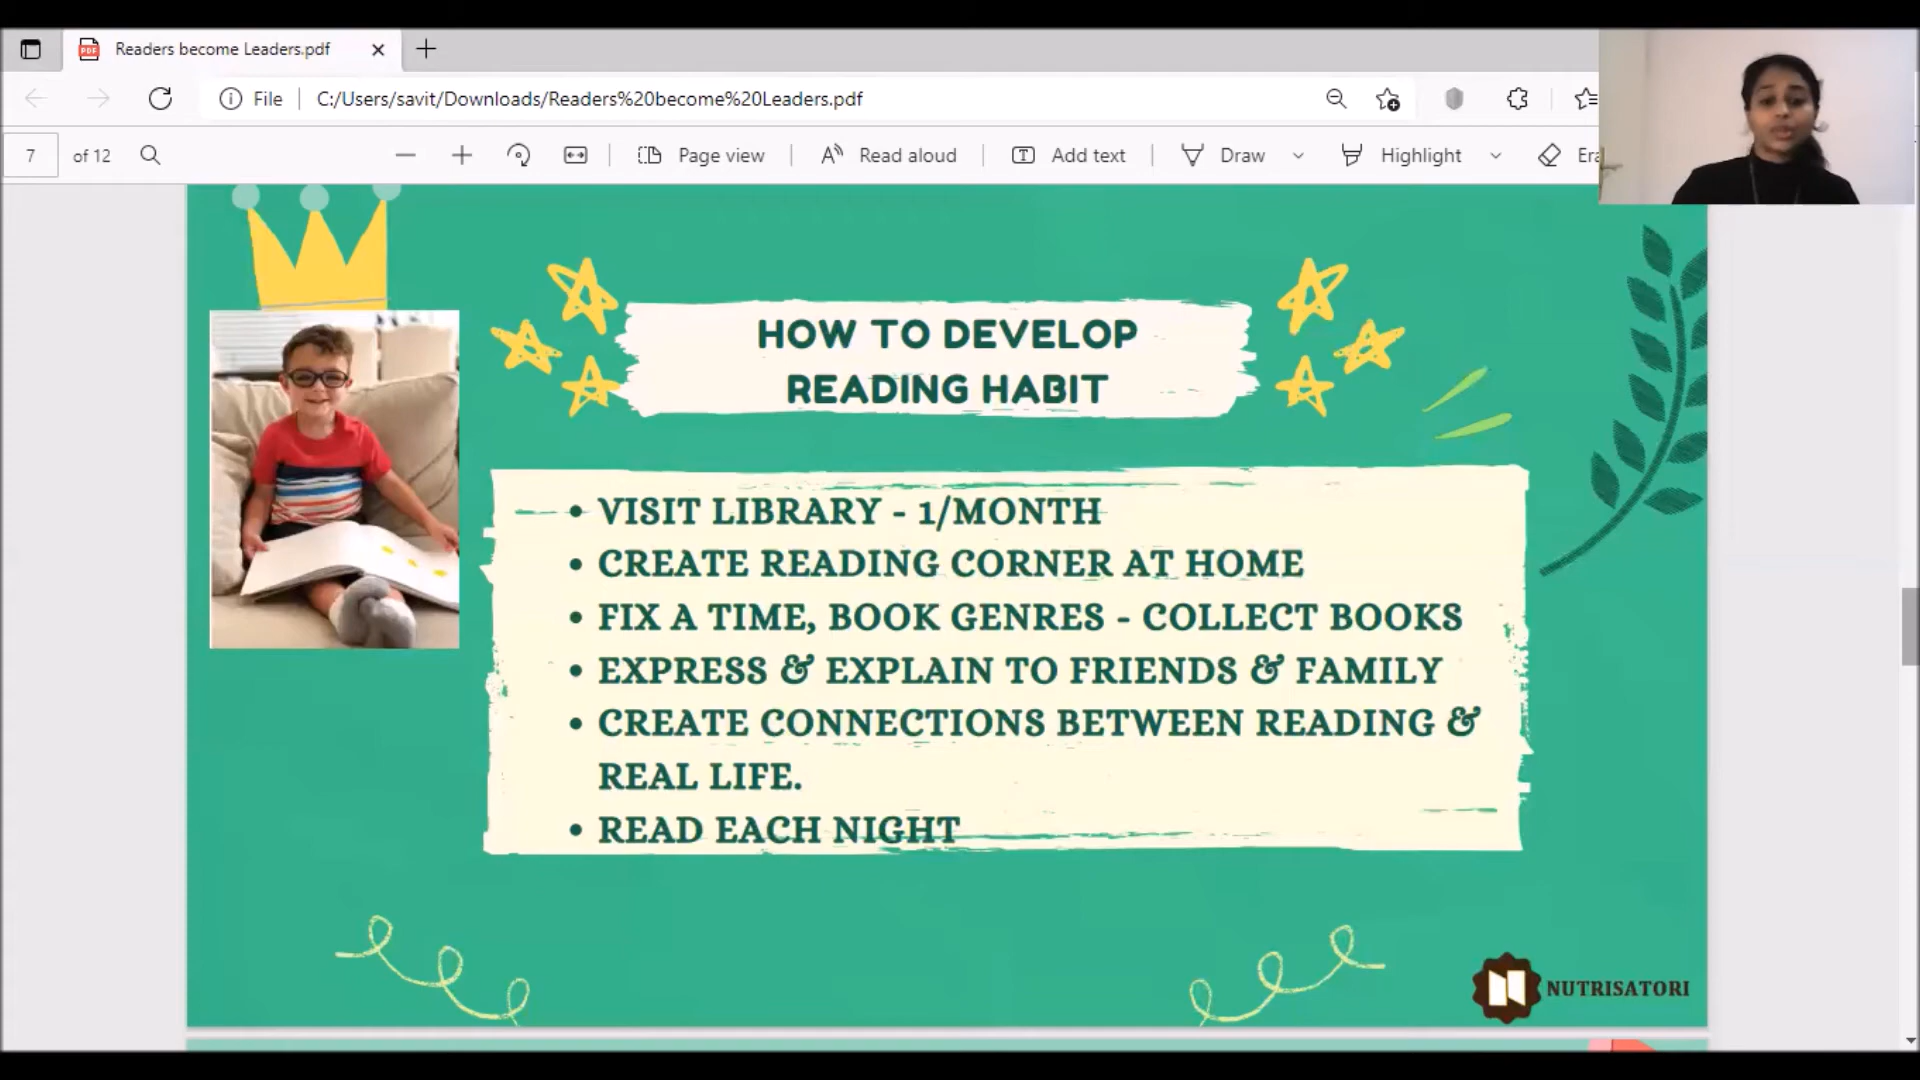 Readers become Leaders.pdf
File
C:/Users/savit/Downloads/Readers%20become%20Leaders.pdf
7 of 12
Page view
Read aloud
Add text
Draw
Highlight
HOW TO DEVELOP
READING HABIT
• VISIT LIBRARY - 1/MONTH
• CREATE READING CORNER AT HOME
• FIX A TIME, BOOK GENRES - COLLECT BOOKS
• EXPRESS & EXPLAIN TO FRIENDS & FAMILY
• CREATE CONNECTIONS BETWEEN READING &
REAL LIFE.
• READ EACH NIGHT
NUTRISATORI